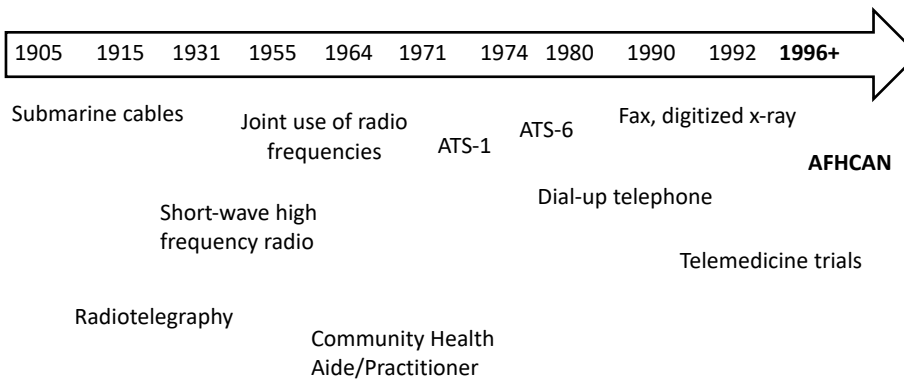 1905 1915 1931 1955 1964 1971 1974 1980 1990 1992 1996+
Submarine cables
Joint use of radio
frequencies
ATS-1
ATS-6
Fax, digitized x-ray
AFHCAN
Short-wave high
frequency radio
Dial-up telephone
Telemedicine trials
Radiotelegraphy
Community Health
Aide/Practitioner